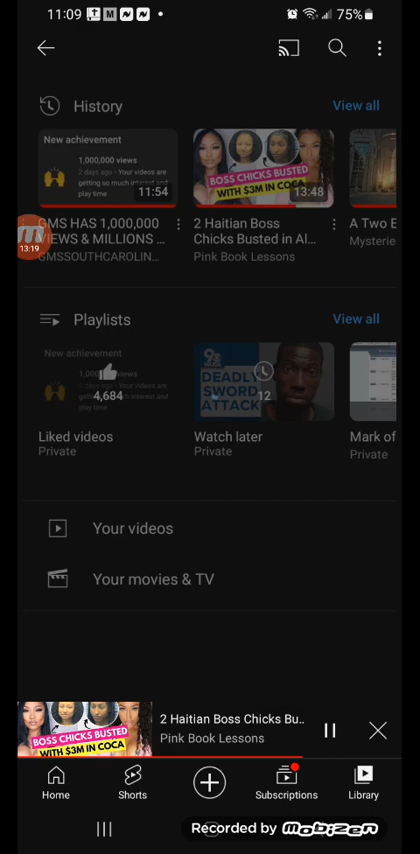 11:09
75%
History
View all
New achievement
1,000,000 views
2 days ago - Your videos are
getting so much interest and
play time
11:54
BOSS CHICKS BUSTED
WITH $3M IN COCA
13:48
GMS HAS 1,000,000
VIEWS & MILLIONS ...
GMSSOUTHCAROLIN...
2 Haitian Boss
Chicks Busted in Al...
Pink Book Lessons
A Two E
Mysterie
13:19
Playlists
View all
New achievement
4,684
play time
DEADLY
SWORD
ATTACK
12
Liked videos
Private
Watch later
Private
Mark of
Private
Your videos
Your movies & TV
BOSS CHICKS BUSTED
WITH $3M IN COCA
2 Haitian Boss Chicks Bu..
Pink Book Lessons
Home
Shorts
Subscriptions
Library
Recorded by MOBIZEN